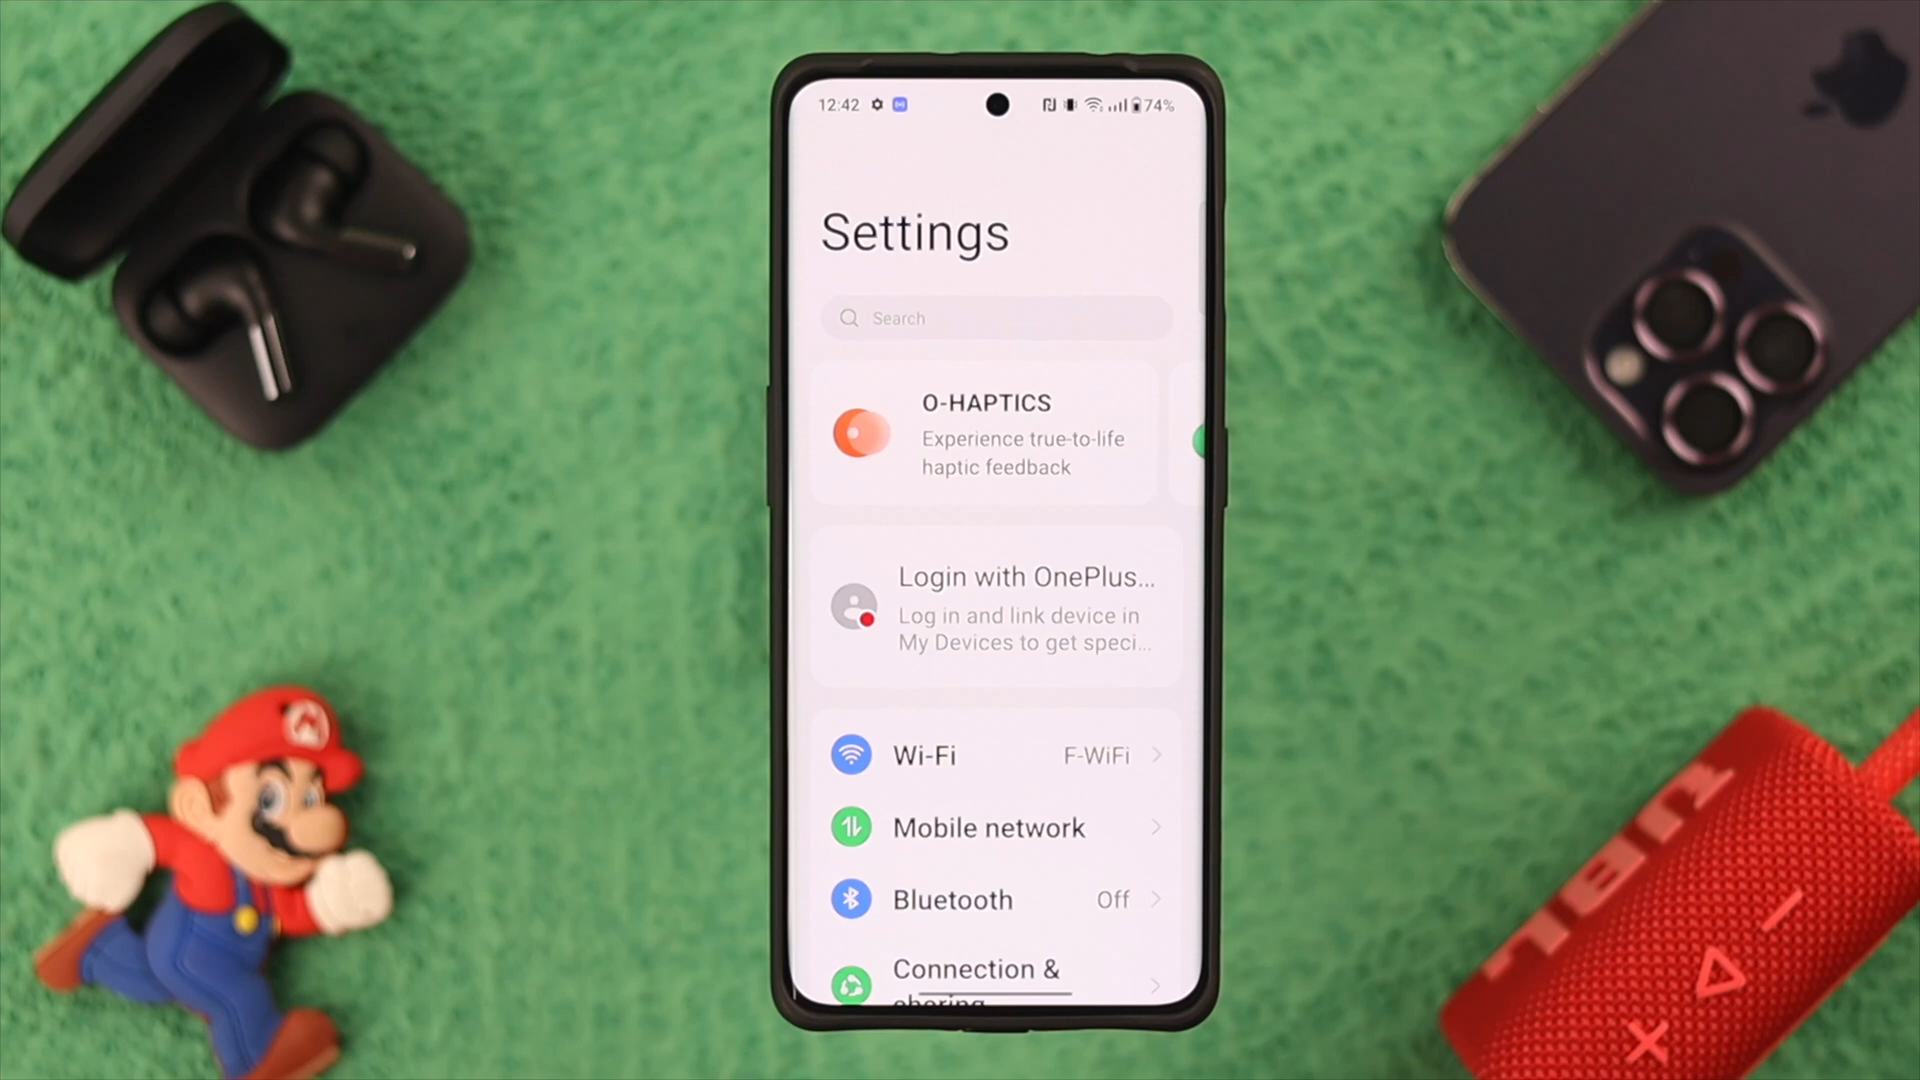 12:42
74%
Settings
Search
O-HAPTICS
Experience true-to-life
haptic feedback
Login with OnePlus...
Log in and link device in
My Devices to get speci...
Wi-Fi F-WiFi
Mobile network
Bluetooth Off
Connection &
sharing
M
JBL